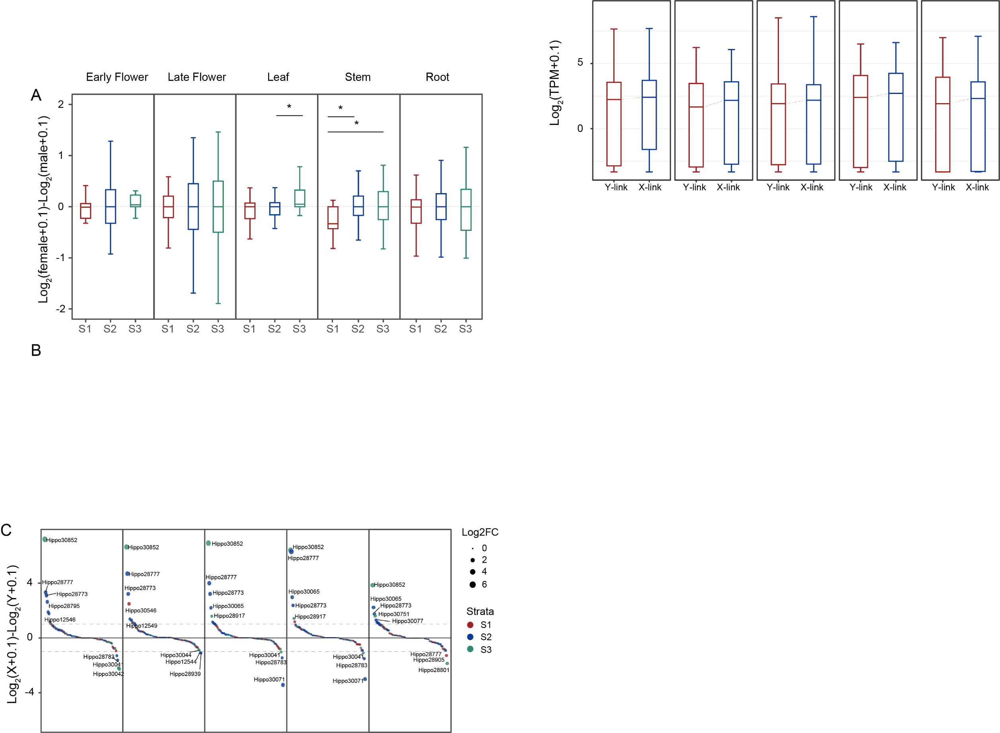 Early Flower Late Flower Leaf Stem Root
A
Log2(female+0.1)-Log2(male+0.1)
2
1
0
-1
-2
*
*
*
S1 S2 S3 S1 S2 S3 S1 S2 S3 S1 S2 S3 S1 S2 S3
Log2(TPM+0.1)
5
0
Y-link X-link Y-link X-link Y-link X-link Y-link X-link Y-link X-link
B
C
Log2(X+0.1)-Log2(Y+0.1)
4
0
-4
Hippo30852
Hippo28777
Hippo28773
Hippo28795
Hippo12546
Hippo28783
Hippo30041
Hippo30042
Hippo30852
Hippo28777
Hippo28773
Hippo30546
Hippo12549
Hippo30044
Hippo12544
Hippo28939
Hippo30852
Hippo28777
Hippo28773
Hippo30065
Hippo28917
Hippo30041
Hippo28783
Hippo30071
Hippo30852
Hippo28777
Hippo30065
Hippo28773
Hippo28917
Hippo30041
Hippo28783
Hippo30071
Hippo30852
Hippo30065
Hippo28773
Hippo30751
Hippo30077
Hippo28777
Hippo28905
Hippo28801
Log2FC
0
2
4
6
Strata
S1
S2
S3